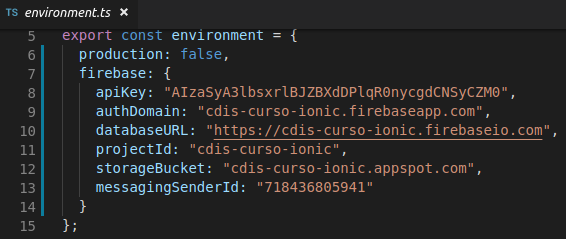 TS environment.ts ×
5 export const environment = {
6 production: false,
7 firebase: {
8 apiKey: "AIzaSyA3lbsxrlBJZBXdDPlqR0nycgdCNSyCZM0",
9 authDomain: "cdis-curso-ionic.firebaseapp.com",
10 databaseURL: "https://cdis-curso-ionic.firebaseio.com",
11 projectId: "cdis-curso-ionic",
12 storageBucket: "cdis-curso-ionic.appspot.com",
13 messagingSenderId: "718436805941"
14 }
15 };